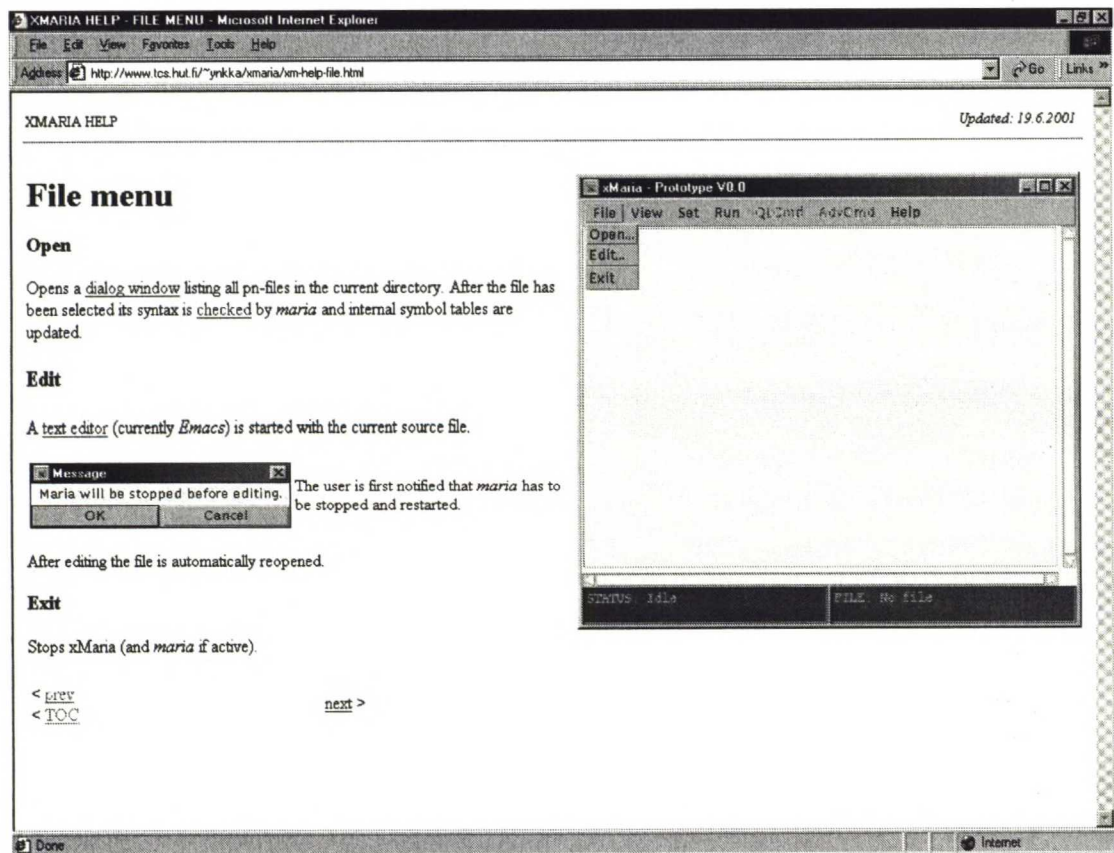 XMARIA HELP - FILE MENU - Microsoft Internet Explorer
File Edit View Favorites Tools Help
Address http://www.tcs.hut.fi/~ynkka/xmaria/xm-help-file.html Go Links »
XMARIA HELP Updated: 19.6.2001
File menu
Open
Opens a dialog window listing all pn-files in the current directory. After the file has
been selected its syntax is checked by maria and internal symbol tables are
updated.
Edit
A text editor (currently Emacs) is started with the current source file.
Message
Maria will be stopped before editing.
OK Cancel
The user is first notified that maria has to
be stopped and restarted.
After editing the file is automatically reopened.
Exit
Stops xMaria (and maria if active).
< prev
< TOC
next >
xMaria - Prototype V0.0
File View Set Run QLCmd AdvCmd Help
Open...
Edit...
Exit
STATUS: Idle FILE: No file
Done Internet